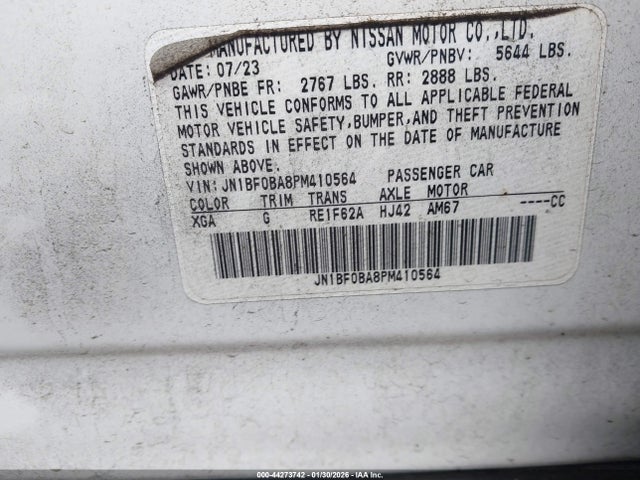 MANUFACTURED BY NISSAN MOTOR CO.,LTD.
DATE: 07/23 GVWR/PNBV: 5644 LBS.
GAWR/PNBE FR: 2767 LBS. RR: 2888 LBS.
THIS VEHICLE CONFORMS TO ALL APPLICABLE FEDERAL
MOTOR VEHICLE SAFETY,BUMPER,AND THEFT PREVENTION
STANDARDS IN EFFECT ON THE DATE OF MANUFACTURE
SHOWN ABOVE.
VIN: JN1BF0BA8PM410564 PASSENGER CAR
COLOR TRIM TRANS AXLE MOTOR
XGA G RE1F62A HJ42 AM67 ----CC
JN1BF0BA8PM410564
000-44273742 - 01/30/2026 - IAA Inc.